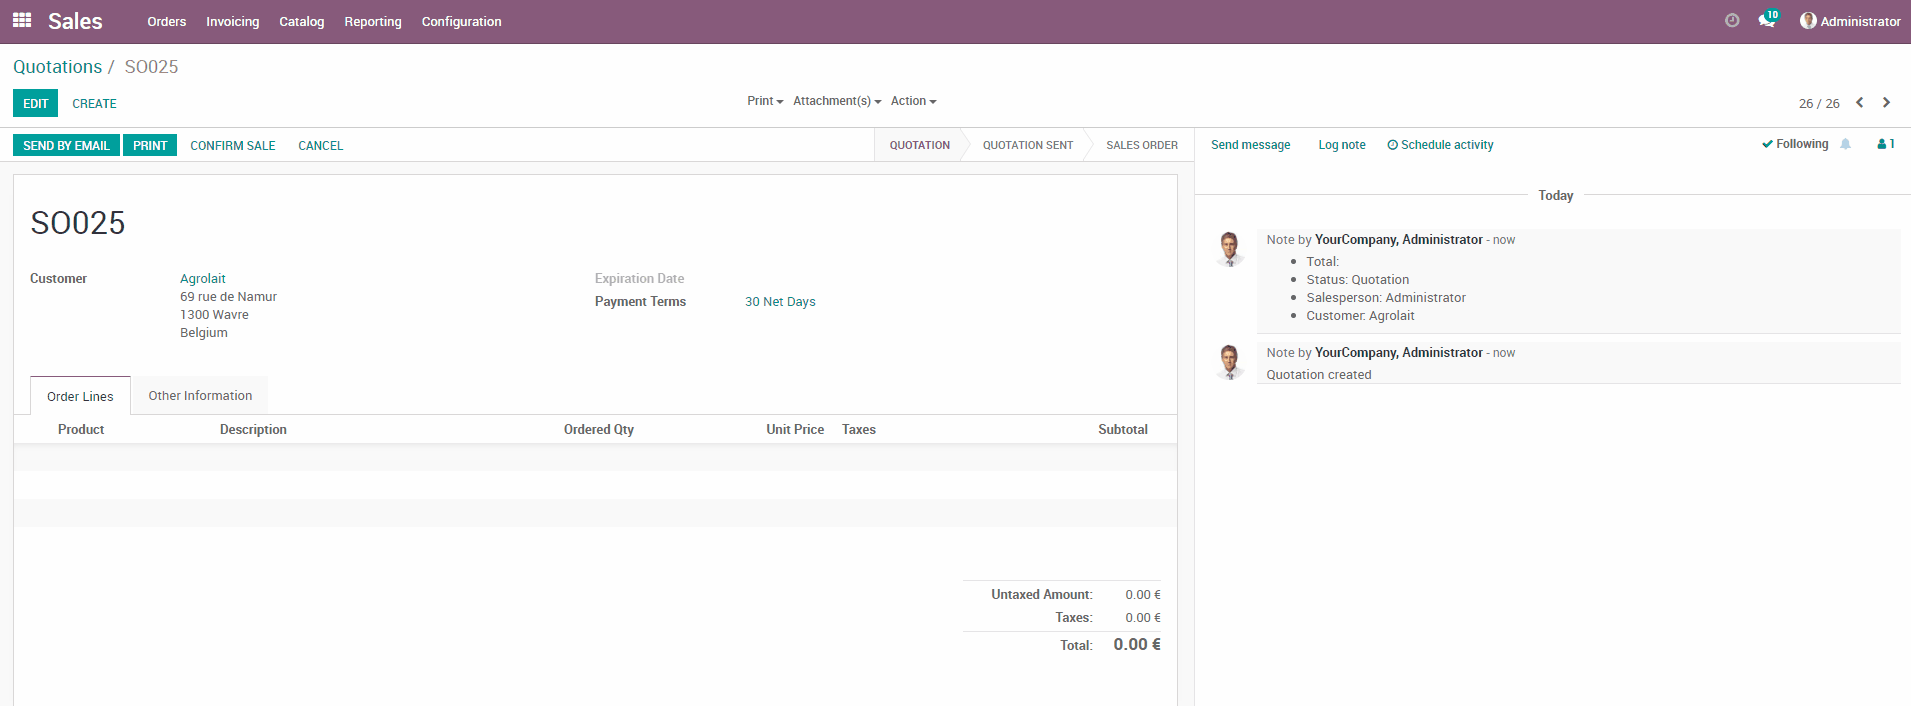 Sales Orders Invoicing Catalog Reporting Configuration 10 Administrator
Quotations / SO025
EDIT CREATE Print Attachment(s) Action 26 / 26
SEND BY EMAIL PRINT CONFIRM SALE CANCEL QUOTATION QUOTATION SENT SALES ORDER Send message Log note Schedule activity Following 1
SO025
Customer Agrolait
69 rue de Namur
1300 Wavre
Belgium
Expiration Date
Payment Terms 30 Net Days
Order Lines Other Information
Product Description Ordered Qty Unit Price Taxes Subtotal
Untaxed Amount: 0.00 €
Taxes: 0.00 €
Total: 0.00 €
Today
Note by YourCompany, Administrator - now
• Total:
• Status: Quotation
• Salesperson: Administrator
• Customer: Agrolait
Note by YourCompany, Administrator - now
Quotation created